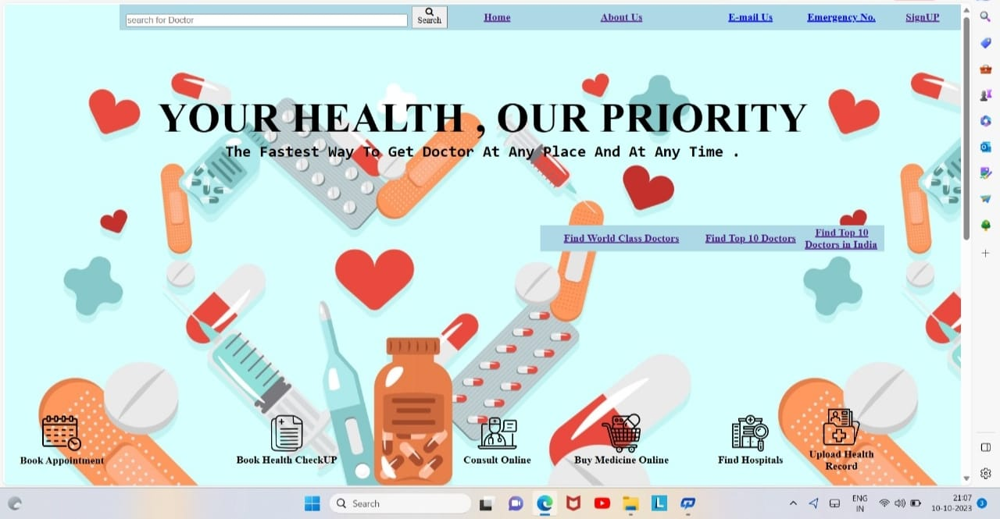 search for Doctor
Search
Home
About Us
E-mail Us
Emergency No.
SignUP
YOUR HEALTH , OUR PRIORITY
The Fastest Way To Get Doctor At Any Place And At Any Time .
Find World Class Doctors
Find Top 10 Doctors
Find Top 10
Doctors in India
Book Appointment
Book Health CheckUP
Consult Online
Buy Medicine Online
Find Hospitals
Upload Health
Record
Search
ENG
IN
21:07
10-10-2023
3